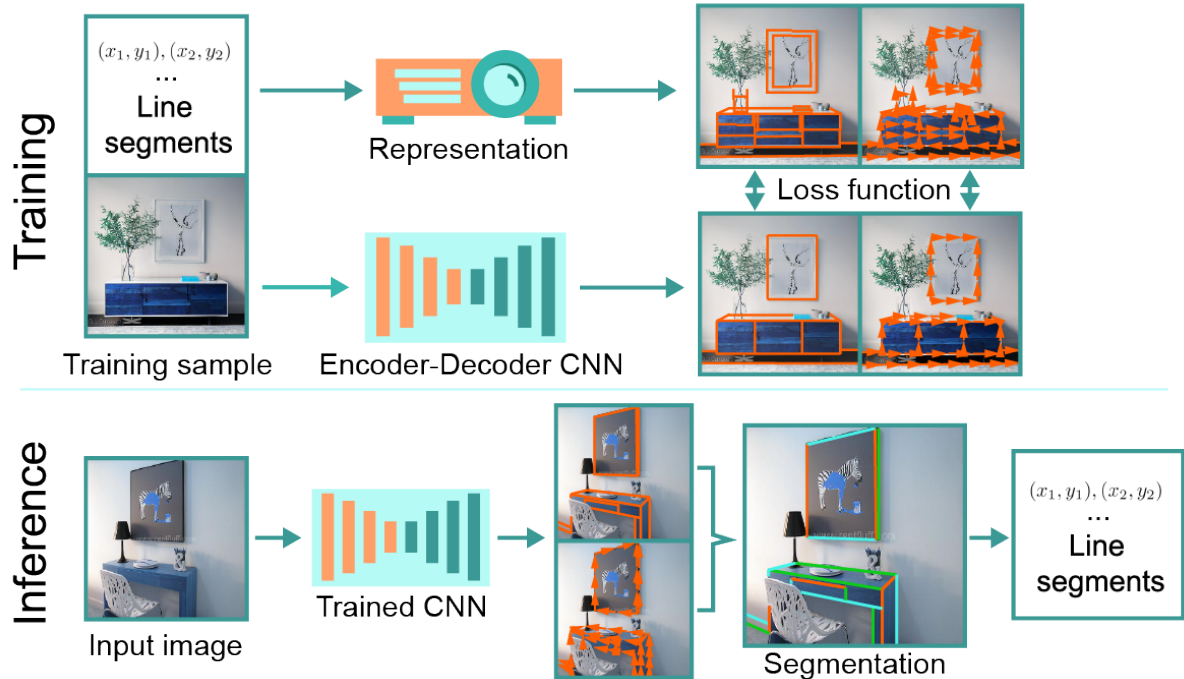 Training
(x₁, y₁), (x₂, y₂)
...
Line
segments
Representation
Loss function
Training sample
Encoder-Decoder CNN
Inference
Input image
Trained CNN
Segmentation
(x₁, y₁), (x₂, y₂)
...
Line
segments